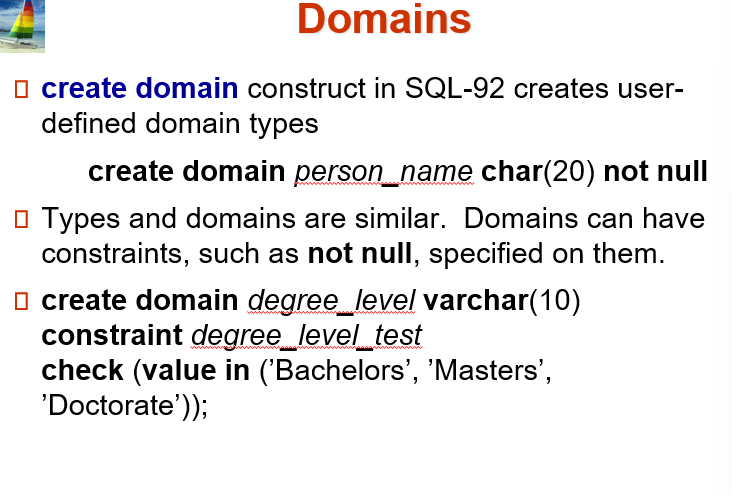 Domains
create domain construct in SQL-92 creates user-
defined domain types
create domain person_name char(20) not null
Types and domains are similar.  Domains can have
constraints, such as not null, specified on them.
create domain degree_level varchar(10)
constraint degree_level_test
check (value in (’Bachelors’, ’Masters’,
’Doctorate’));